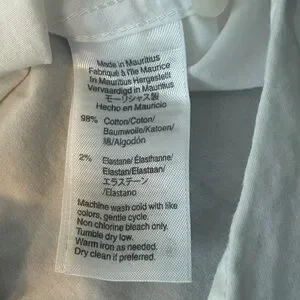 Made in Mauritius
Fabriqué à l'Ile Maurice
In Mauritius Hergestellt
Vervaardigd in Mauritius
モーリシャス製
Hecho en Mauricio
98% Cotton/Coton/
Baumwolle/Katoen/
綿/Algodón
2% Elastane/Élasthanne/
Elastan/Elastaan/
エラステーン
/Elastano
Machine wash cold with like
colors, gentle cycle.
Non chlorine bleach only.
Tumble dry low.
Warm iron as needed.
Dry clean if preferred.